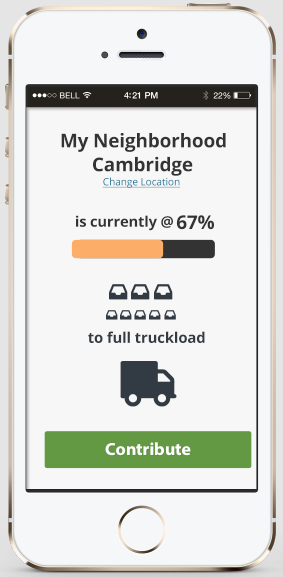 BELL 4:21 PM 22%
My Neighborhood
Cambridge
Change Location
is currently @ 67%
to full truckload
Contribute